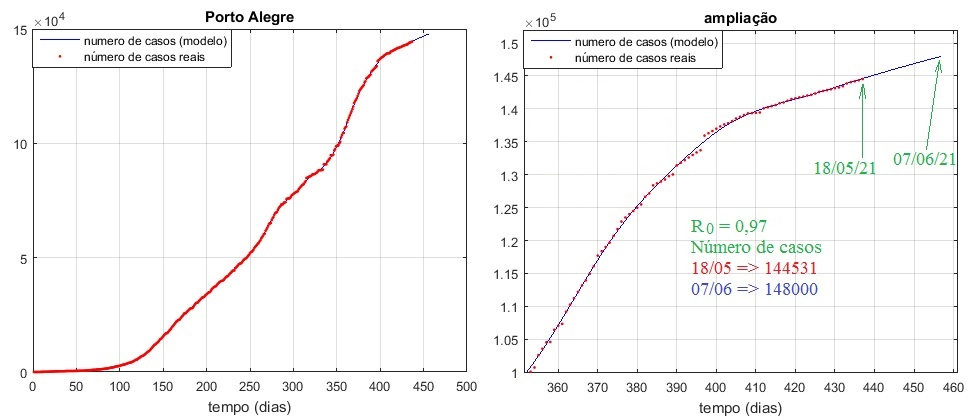 Porto Alegre
15 ×10⁴
numero de casos (modelo)
número de casos reais
10
5
0
0 50 100 150 200 250 300 350 400 450 500
tempo (dias)
ampliação
×10⁵
numero de casos (modelo)
número de casos reais
1.5
1.45
1.4
1.35
1.3
1.25
1.2
1.15
1.1
1.05
1
18/05/21
07/06/21
R₀ = 0,97
Número de casos
18/05 => 144531
07/06 => 148000
360 370 380 390 400 410 420 430 440 450 460
tempo (dias)